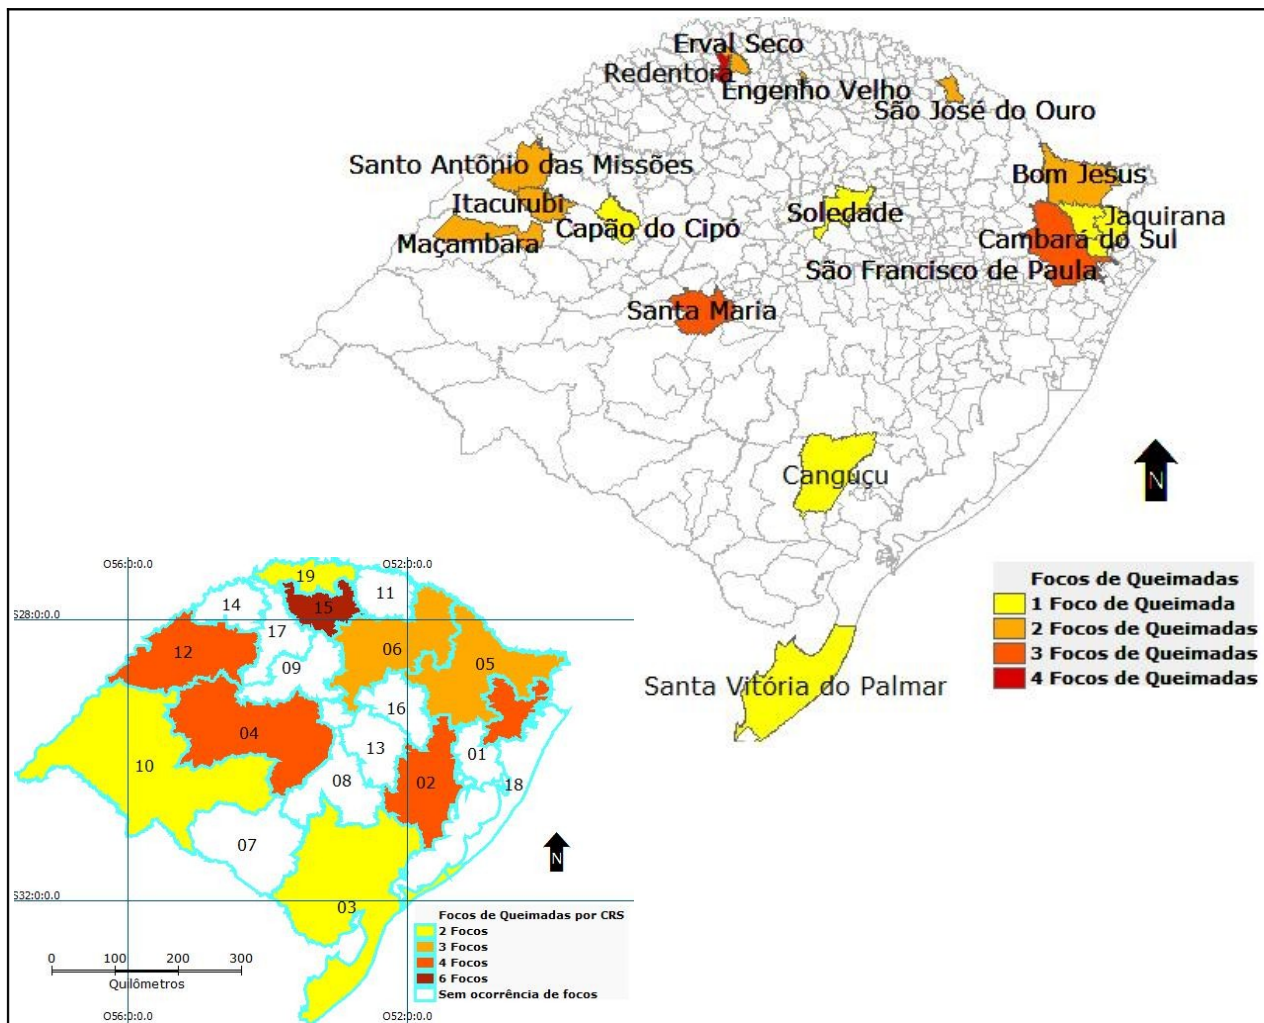 Erval Seco
Redentora
Engenho Velho
São José do Ouro
Santo Antônio das Missões
Bom Jesus
Itacurubi
Soledade
Jaquirana
Capão do Cipó
Maçambara
Cambará do Sul
São Francisco de Paula
Santa Maria
Canguçu
N
Santa Vitória do Palmar
Focos de Queimadas
1 Foco de Queimada
2 Focos de Queimadas
3 Focos de Queimadas
4 Focos de Queimadas
O56:0:0.0 O52:0:0.0
19
11
14
15
S28:0:0.0
17
12
06
05
09
16
04
13
01
10
08
02
18
07
N
S32:0:0.0
03
Focos de Queimadas por CRS
2 Focos
3 Focos
4 Focos
6 Focos
Sem ocorrência de focos
0 100 200 300
Quilômetros
O56:0:0.0 O52:0:0.0